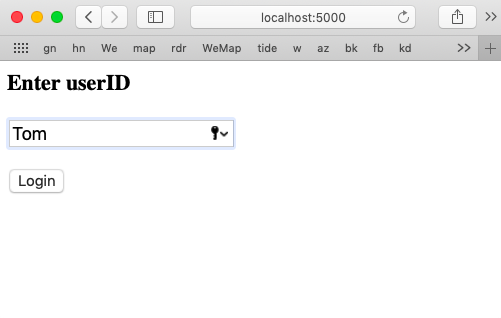 localhost:5000
gn hn We map rdr WeMap tide w az bk fb kd
Enter userID
Tom
Login